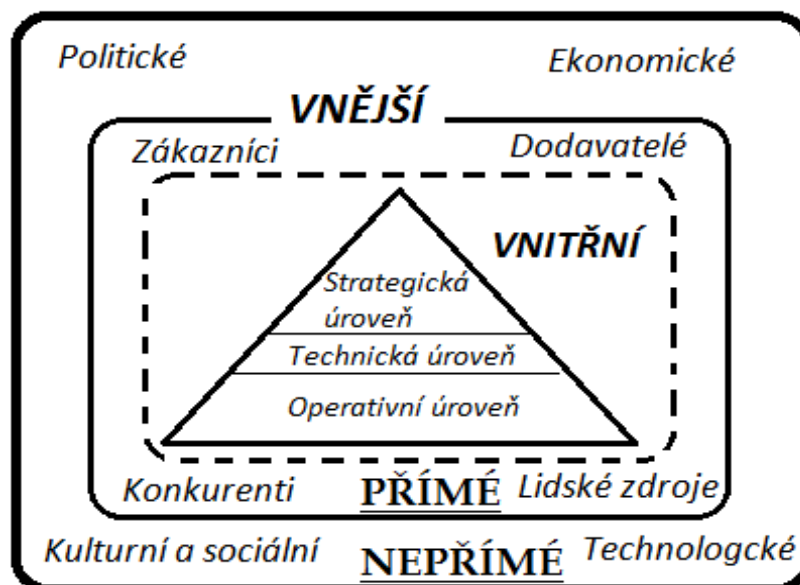 Politické
Ekonomické
VNĚJŠÍ
Zákazníci
Dodavatelé
VNITŘNÍ
Strategická
úroveň
Technická úroveň
Operativní úroveň
Konkurenti
PŘÍMÉ
Lidské zdroje
Kulturní a sociální
NEPŘÍMÉ
Technologcké